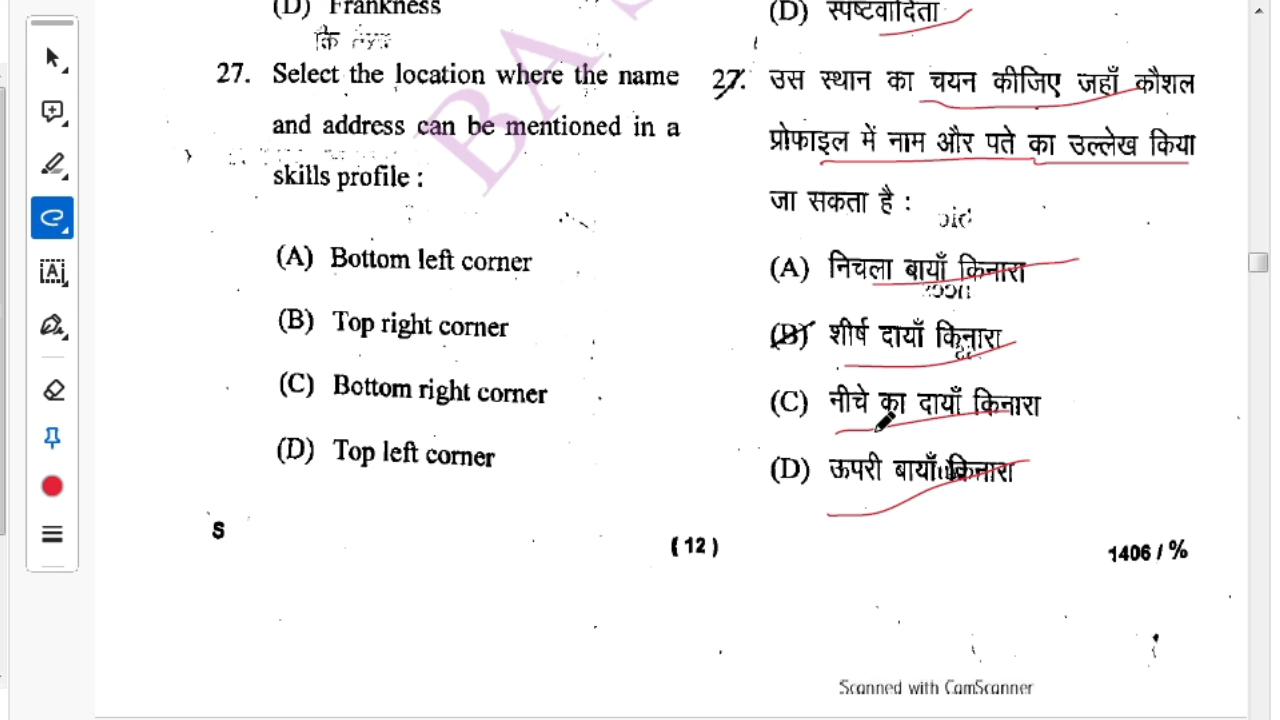 (D) Frankness
27. Select the location where the name
and address can be mentioned in a
skills profile :
(A) Bottom left corner
(B) Top right corner
(C) Bottom right corner
(D) Top left corner
(D) स्पष्टवादिता
27. उस स्थान का चयन कीजिए जहाँ कौशल
प्रोफाइल में नाम और पते का उल्लेख किया
जा सकता है :
(A) निचला बायाँ किनारा
(B) शीर्ष दायाँ किनारा
(C) नीचे का दायाँ किनारा
(D) ऊपरी बायाँ किनारा
S
( 12 )
1406 / %
Scanned with CamScanner